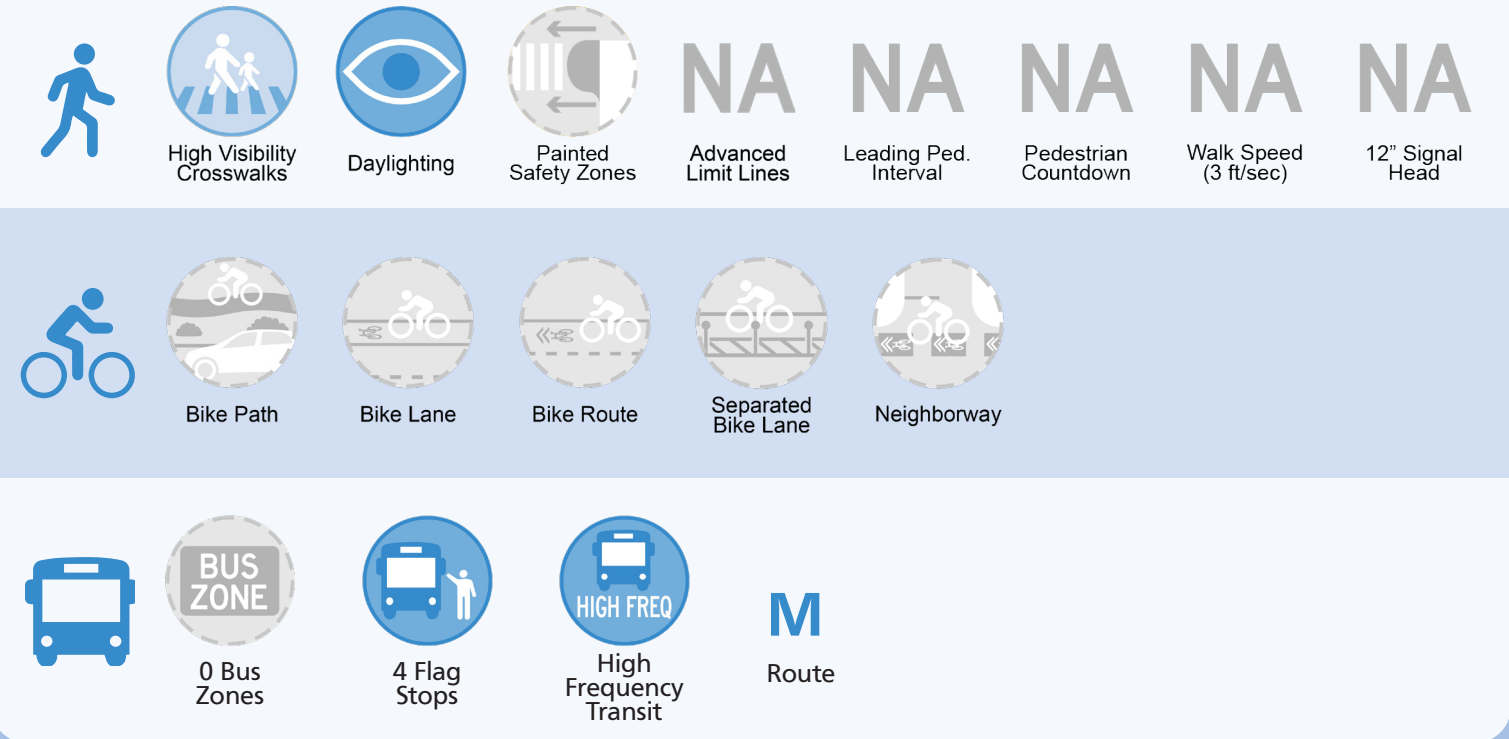 NA NA NA NA NA
High Visibility
Crosswalks
Daylighting
Painted
Safety Zones
Advanced
Limit Lines
Leading Ped.
Interval
Pedestrian
Countdown
Walk Speed
(3 ft/sec)
12” Signal
Head
Bike Path
Bike Lane
Bike Route
Separated
Bike Lane
Neighborway
BUS
ZONE
HIGH FREQ
M
0 Bus
Zones
4 Flag
Stops
High
Frequency
Transit
Route